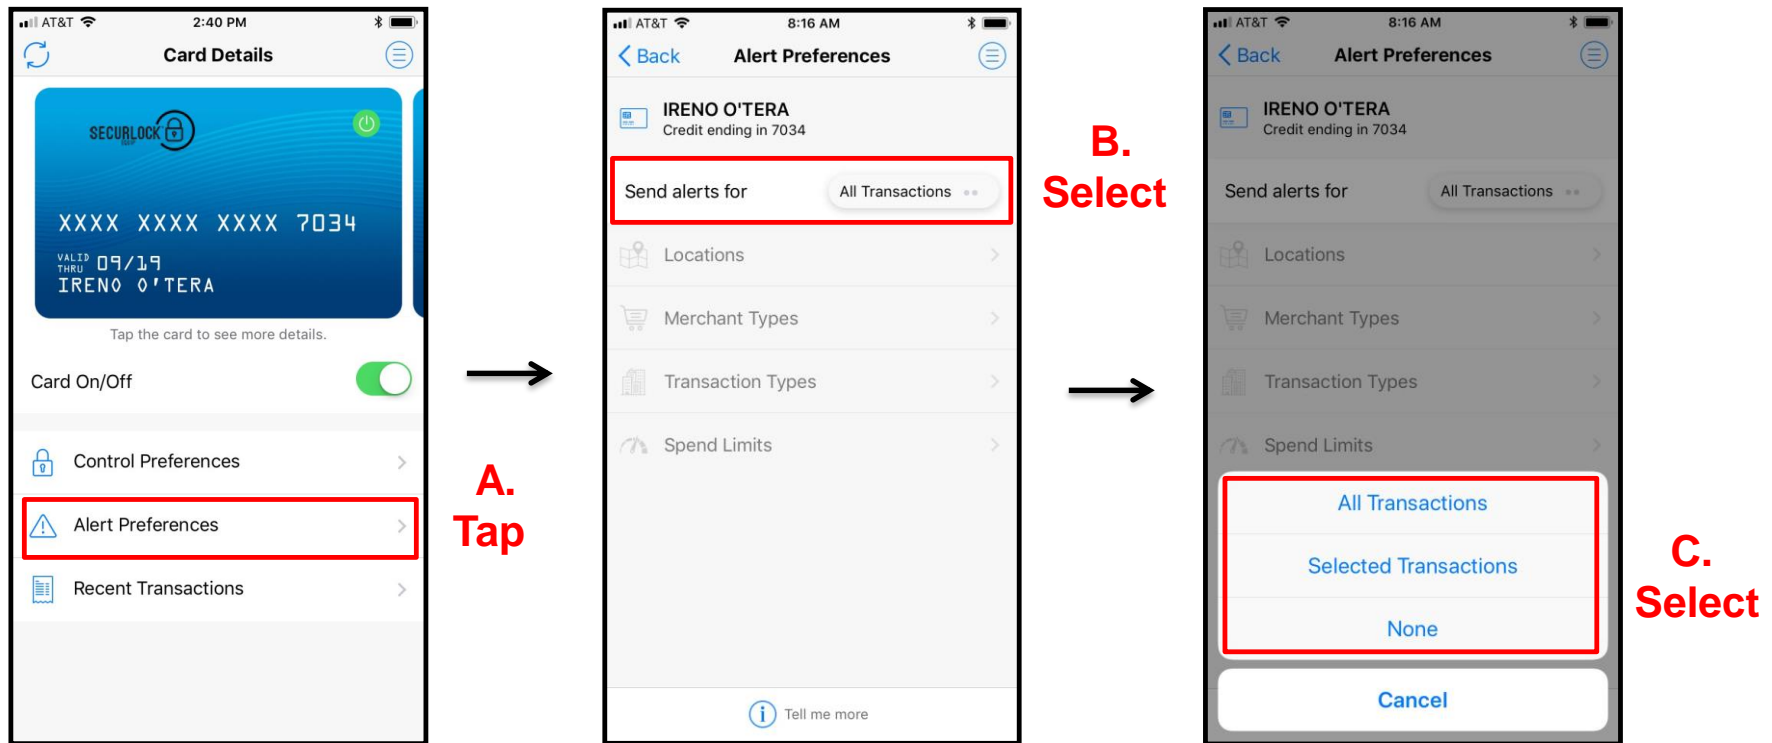 AT&T 2:40 PM
Card Details
SECURLOCK
EQUIP
XXXX XXXX XXXX 7034
VALID THRU 09/19
IRENO O'TERA
Tap the card to see more details.
Card On/Off
Control Preferences
Alert Preferences
Recent Transactions
A.
Tap
AT&T 8:16 AM
Back Alert Preferences
IRENO O'TERA
Credit ending in 7034
Send alerts for All Transactions
Locations
Merchant Types
Transaction Types
Spend Limits
Tell me more
B.
Select
AT&T 8:16 AM
Back Alert Preferences
IRENO O'TERA
Credit ending in 7034
Send alerts for All Transactions
Locations
Merchant Types
Transaction Types
Spend Limits
All Transactions
Selected Transactions
None
Cancel
C.
Select